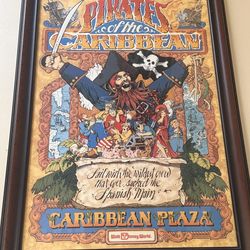 PIRATES
of the
CARIBBEAN
Sail with the wildest crew
that ever sacked the
Spanish Main
Walt Disney World
CARIBBEAN PLAZA